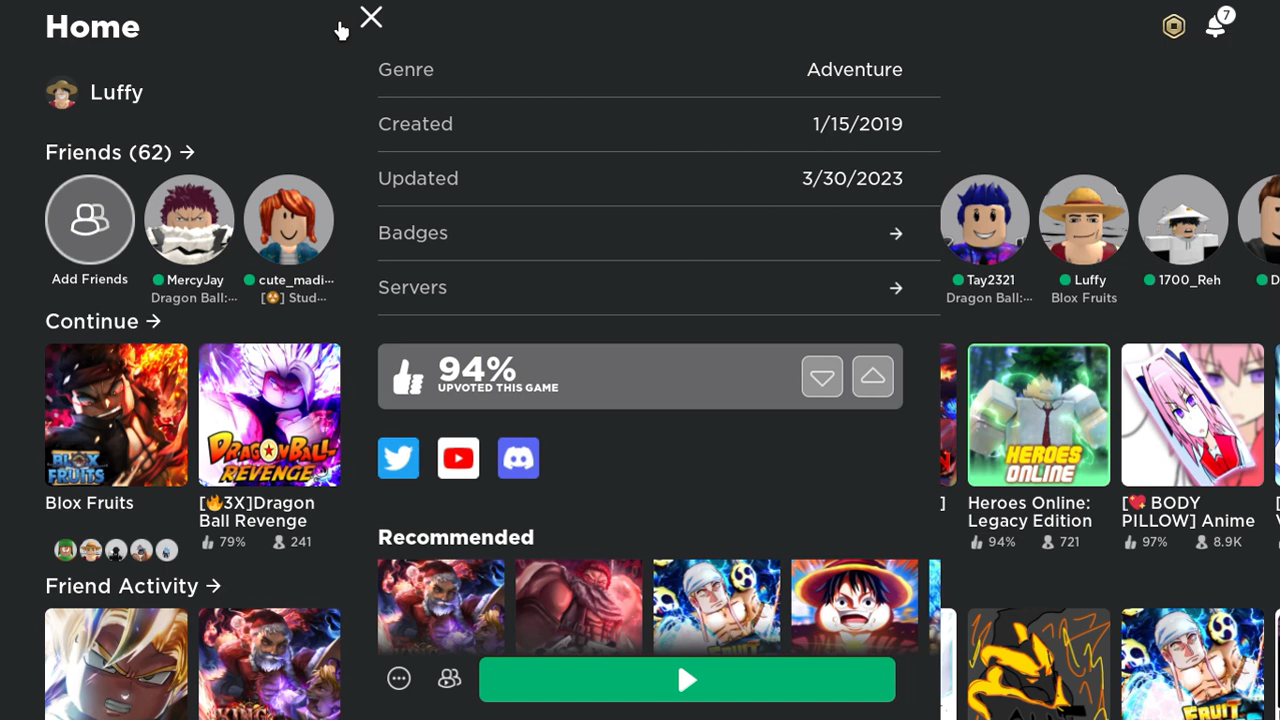 Home
7
Luffy
Friends (62) →
Add Friends
MercyJay
Dragon Ball:...
cute_madi...
[☢] Stud...
Tay2321
Dragon Ball:...
Luffy
Blox Fruits
1700_Reh
D
Genre
Adventure
Created
1/15/2019
Updated
3/30/2023
Badges →
Servers →
94%
UPVOTED THIS GAME
Continue →
BLOX
FRUITS
Blox Fruits
DRAGON BALL
REVENGE
[🔥3X]Dragon
Ball Revenge
79% 241
]
HEROES
ONLINE
Heroes Online:
Legacy Edition
94% 721
[💖 BODY
PILLOW] Anime
97% 8.9K
Recommended
Friend Activity →
KING
FRUIT